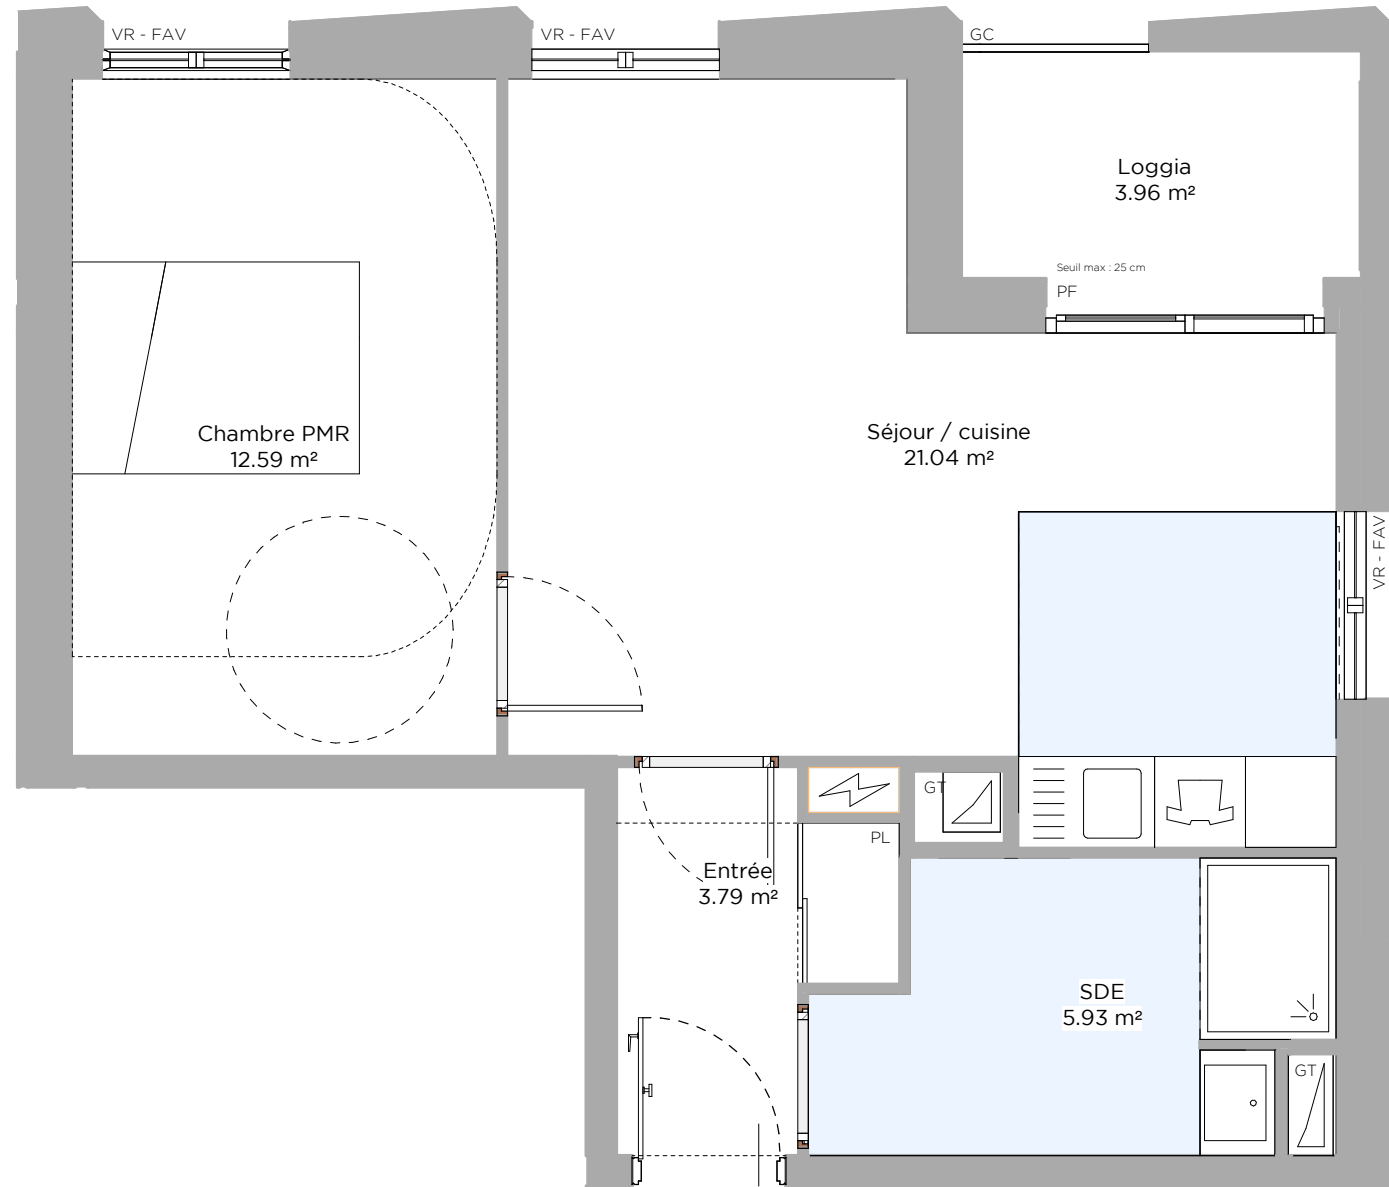 VR - FAV
VR - FAV
GC
Loggia
3.96 m²
Seuil max : 25 cm
PF
Chambre PMR
12.59 m²
Séjour / cuisine
21.04 m²
VR - FAV
GT
PL
Entrée
3.79 m²
SDE
5.93 m²
GT